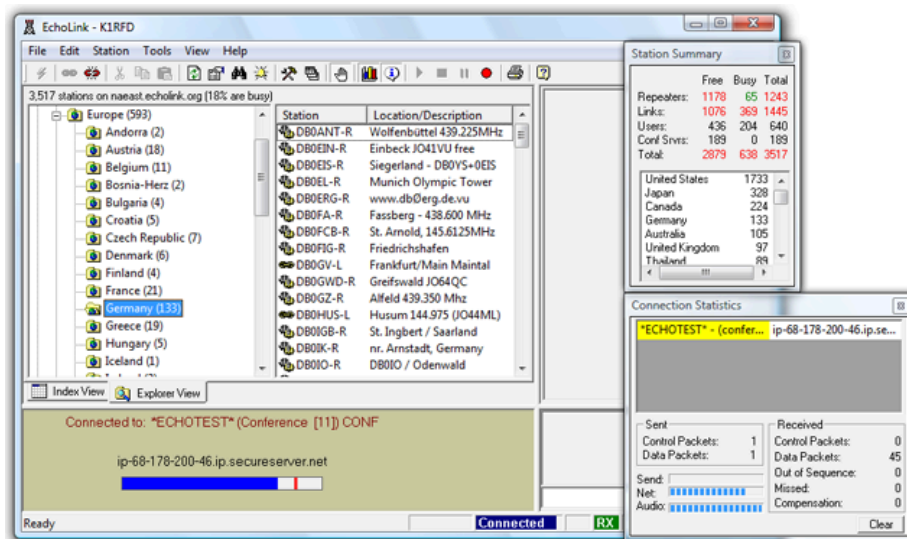 EchoLink - K1RFD
File Edit Station Tools View Help
3,517 stations on naeast.echolink.org (18% are busy)
Europe (593)
Andorra (2)
Austria (18)
Belgium (11)
Bosnia-Herz (2)
Bulgaria (4)
Croatia (5)
Czech Republic (7)
Denmark (6)
Finland (4)
France (21)
Germany (133)
Greece (19)
Hungary (5)
Iceland (1)
Station Location/Description
DB0ANT-R Wolfenbüttel 439.225MHz
DB0EIN-R Einbeck JO41VU free
DB0EIS-R Siegerland - DB0YS+0EIS
DB0EL-R Munich Olympic Tower
DB0ERG-R www.dbØerg.de.vu
DB0FA-R Fassberg - 438.600 MHz
DB0FCB-R St. Arnold, 145.6125MHz
DB0FIG-R Friedrichshafen
DB0GV-L Frankfurt/Main Maintal
DB0GWD-R Greifswald JO64QC
DB0GZ-R Alfeld 439.350 Mhz
DB0HUS-L Husum 144.975 (JO44ML)
DB0IGB-R St. Ingbert / Saarland
DB0IK-R nr. Arnstadt, Germany
DB0IO-R DB0IO / Odenwald
Index View Explorer View
Connected to: *ECHOTEST* (Conference [11]) CONF
ip-68-178-200-46.ip.secureserver.net
Ready Connected RX
Station Summary
Free Busy Total
Repeaters: 1178 65 1243
Links: 1076 369 1445
Users: 436 204 640
Conf Srvrs: 189 0 189
Total: 2879 638 3517
United States 1733
Japan 328
Canada 224
Germany 133
Australia 105
United Kingdom 97
Thailand 89
Connection Statistics
*ECHOTEST* - (confer... ip-68-178-200-46.ip.se...
Sent
Control Packets: 1
Data Packets: 1
Send:
Net:
Audio:
Received
Control Packets: 0
Data Packets: 45
Out of Sequence: 0
Missed: 0
Compensation: 0
Clear